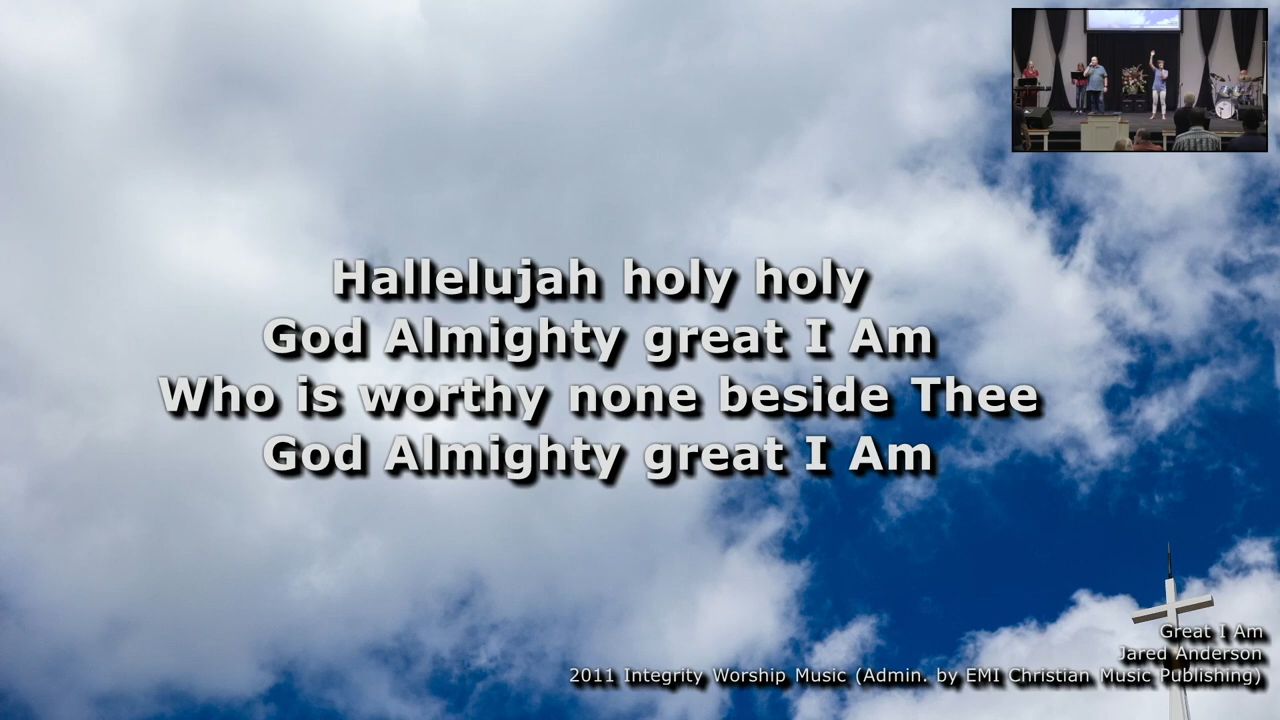 Hallelujah holy holy
God Almighty great I Am
Who is worthy none beside Thee
God Almighty great I Am
Great I Am
Jared Anderson
2011 Integrity Worship Music (Admin. by EMI Christian Music Publishing)